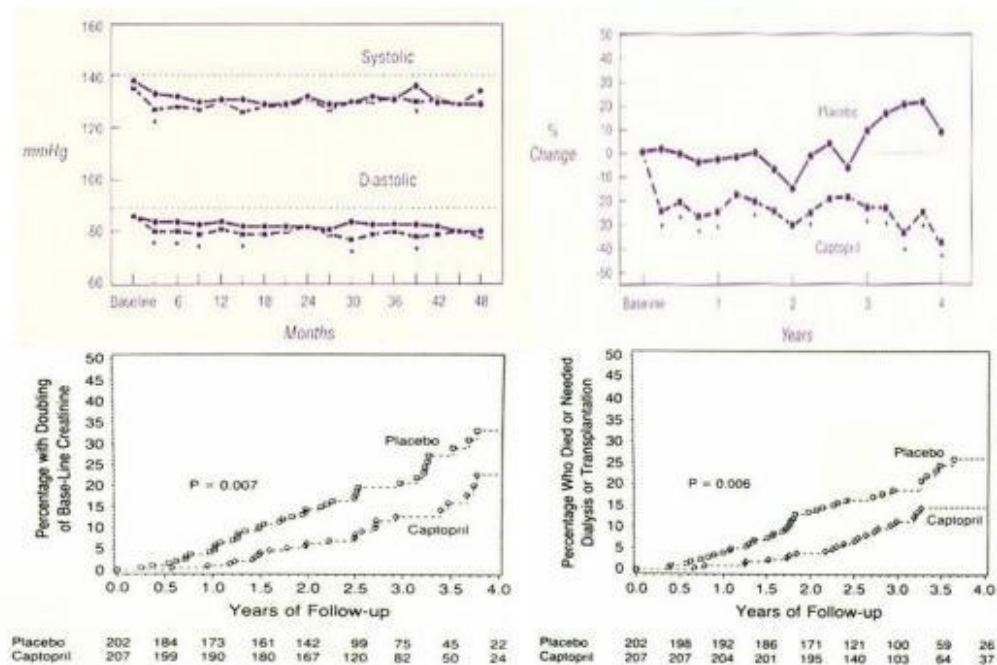 160
140
120
100
80
60
mmHg
Systolic
Diastolic
Baseline 6 12 18 24 30 36 42 48
Months
50
40
30
20
10
0
-10
-20
-30
-40
-50
%
Change
Placebo
Captopril
Baseline 1 2 3 4
Years
Percentage with Doubling
of Base-Line Creatinine
50
45
40
35
30
25
20
15
10
5
0
Placebo
P = 0.007
Captopril
0.0 0.5 1.0 1.5 2.0 2.5 3.0 3.5 4.0
Years of Follow-up
Placebo 202 184 173 161 142 99 75 45 22
Captopril 207 199 190 180 167 120 82 50 24
Percentage Who Died or Needed
Dialysis or Transplantation
50
45
40
35
30
25
20
15
10
5
0
Placebo
P = 0.006
Captopril
0.0 0.5 1.0 1.5 2.0 2.5 3.0 3.5 4.0
Years of Follow-up
Placebo 202 198 192 186 171 121 100 59 26
Captopril 207 207 204 201 195 140 103 64 37